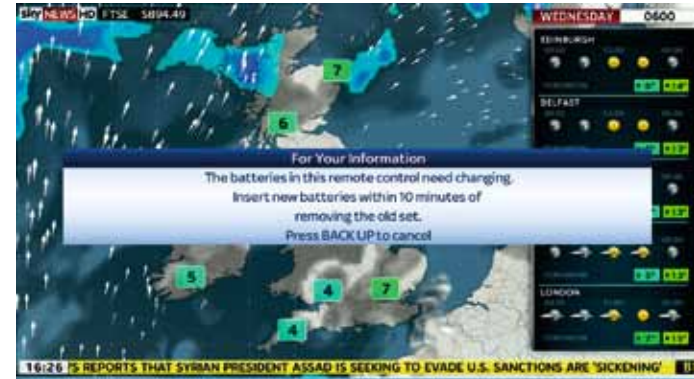 sky NEWS HD FTSE 5894.49
WEDNESDAY 0600
EDINBURGH
7
BELFAST
6
For Your Information
The batteries in this remote control need changing.
Insert new batteries within 10 minutes of
removing the old set.
Press BACK UP to cancel
5
4
7
LONDON
4
16:26 'S REPORTS THAT SYRIAN PRESIDENT ASSAD IS SEEKING TO EVADE U.S. SANCTIONS ARE 'SICKENING'